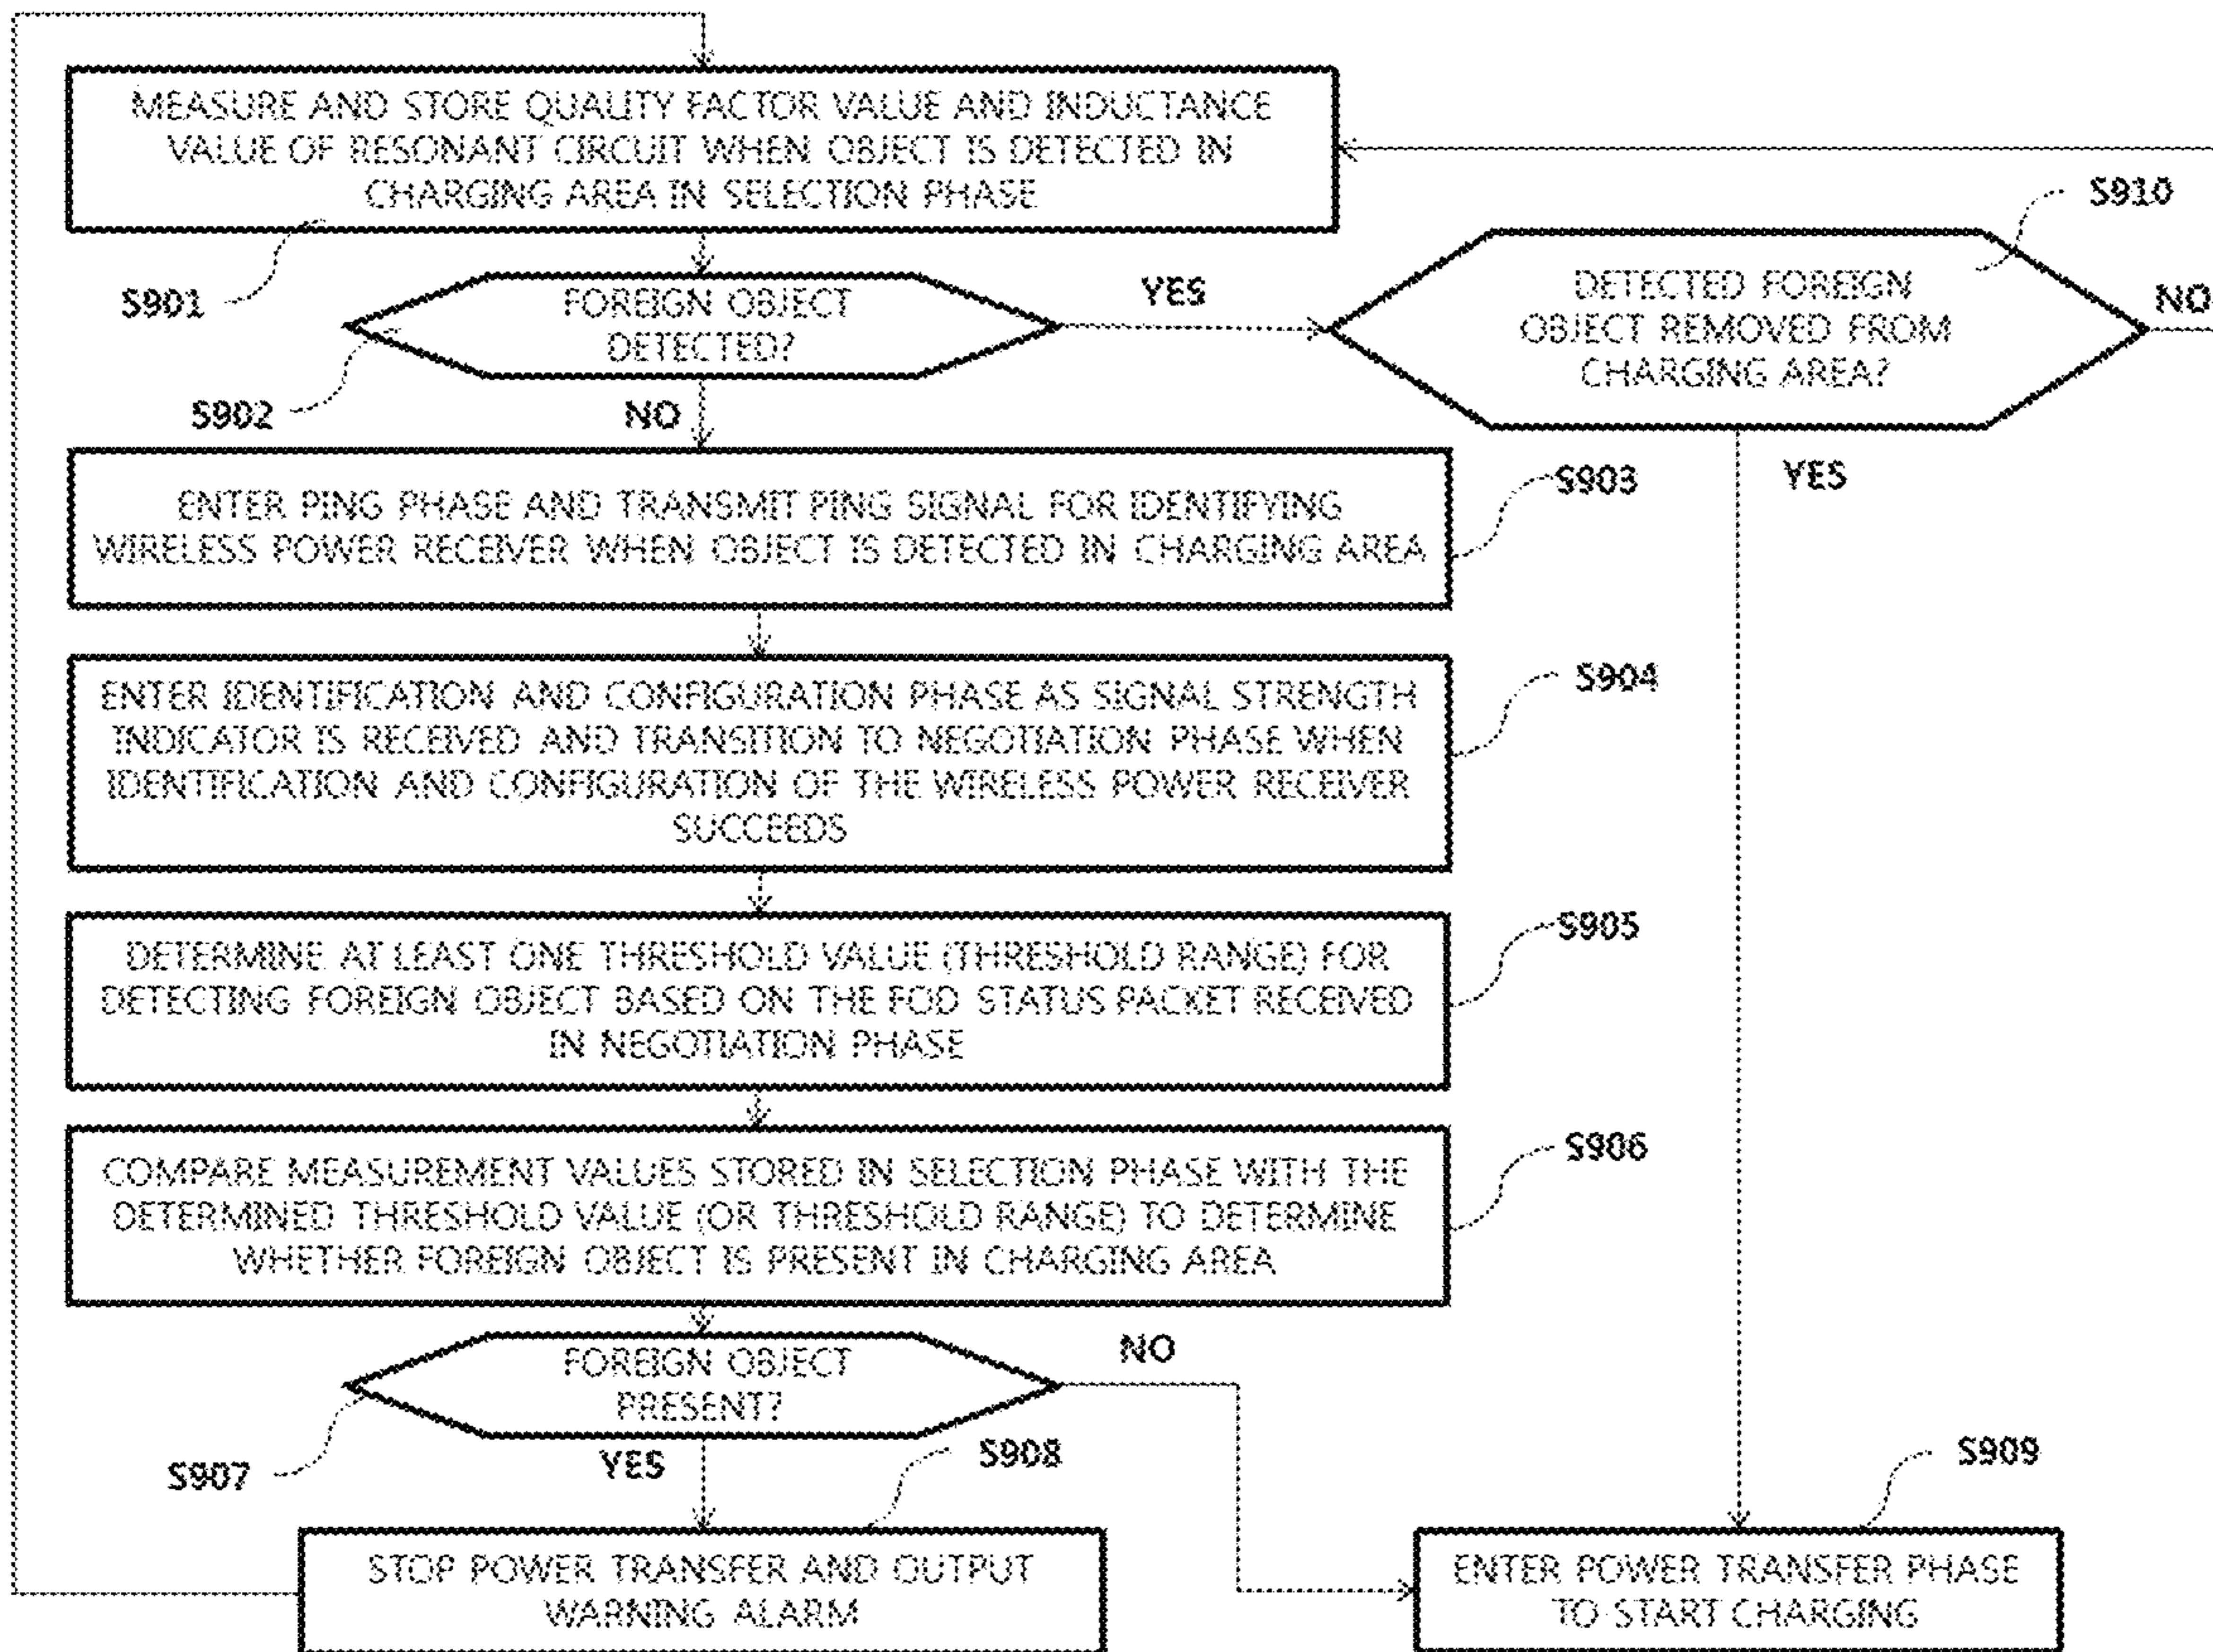 MEASURE AND STORE QUALITY FACTOR VALUE AND INDUCTANCE
VALUE OF RESONANT CIRCUIT WHEN OBJECT IS DETECTED IN
CHARGING AREA IN SELECTION PHASE
S901
FOREIGN OBJECT
DETECTED?
S902
YES
NO
DETECTED FOREIGN
OBJECT REMOVED FROM
CHARGING AREA?
S910
NO
YES
ENTER PING PHASE AND TRANSMIT PING SIGNAL FOR IDENTIFYING
WIRELESS POWER RECEIVER WHEN OBJECT IS DETECTED IN CHARGING AREA
S903
ENTER IDENTIFICATION AND CONFIGURATION PHASE AS SIGNAL STRENGTH
INDICATOR IS RECEIVED AND TRANSITION TO NEGOTIATION PHASE WHEN
IDENTIFICATION AND CONFIGURATION OF THE WIRELESS POWER RECEIVER
SUCCEEDS
S904
DETERMINE AT LEAST ONE THRESHOLD VALUE (THRESHOLD RANGE) FOR
DETECTING FOREIGN OBJECT BASED ON THE FOD STATUS PACKET RECEIVED
IN NEGOTIATION PHASE
S905
COMPARE MEASUREMENT VALUES STORED IN SELECTION PHASE WITH THE
DETERMINED THRESHOLD VALUE (OR THRESHOLD RANGE) TO DETERMINE
WHETHER FOREIGN OBJECT IS PRESENT IN CHARGING AREA
S906
FOREIGN OBJECT
PRESENT?
S907
NO
YES
S908
STOP POWER TRANSFER AND OUTPUT
WARNING ALARM
S909
ENTER POWER TRANSFER PHASE
TO START CHARGING